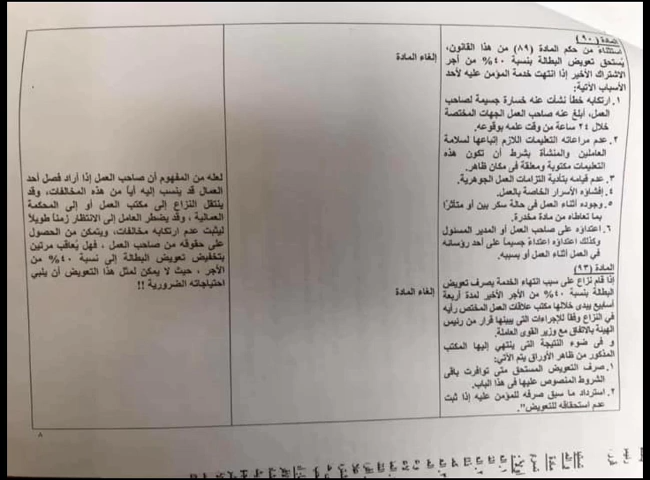 المادة (٩٠)
استثناءً من حكم المادة (٨٩) من هذا القانون،
يُستحق تعويض البطالة بنسبة ٤٠% من أجر
الاشتراك الأخير إذا انتهت خدمة المؤمن عليه لأحد
الأسباب الآتية:
١. ارتكابه خطأ نشأت عنه خسارة جسيمة لصاحب
العمل، أبلغ عنه صاحب العمل الجهات المختصة
خلال ٢٤ ساعة من وقت علمه بوقوعه.
٢. عدم مراعاته التعليمات اللازم إتباعها لسلامة
العاملين والمنشأة بشرط أن تكون هذه
التعليمات مكتوبة ومعلقة في مكان ظاهر.
٣. عدم قيامه بتأدية التزامات العمل الجوهرية.
٤. إفشاؤه الأسرار الخاصة بالعمل.
٥. وجوده أثناء العمل في حالة سكر بين أو متأثرًا
بما تعاطاه من مادة مخدرة.
٦. اعتداؤه على صاحب العمل أو المدير المسئول
وكذلك اعتداؤه اعتداءً جسيماً على أحد رؤسائه
في العمل أثناء العمل أو بسببه.
المادة (٩٣)
إذا قام نزاع على سبب انتهاء الخدمة يصرف تعويض
البطالة بنسبة ٤٠% من الأجر الأخير لمدة أربعة
أسابيع يبدى خلالها مكتب علاقات العمل المختص رأيه
في النزاع وفقاً للإجراءات التي يبينها قرار من رئيس
الهيئة بالاتفاق مع وزير القوى العاملة.
و فى ضوء النتيجة التى ينتهي إليها المكتب
المذكور من ظاهر الأوراق يتم الآتي:
١. صرف التعويض المستحق متى توافرت باقى
الشروط المنصوص عليها فى هذا الباب.
٢. استرداد ما سبق صرفه للمؤمن عليه إذا ثبت
عدم استحقاقه للتعويض".
إلغاء المادة
إلغاء المادة
لعله من المفهوم أن صاحب العمل إذا أراد فصل أحد
العمال قد ينسب إليه أياً من هذه المخالفات، وقد
ينتقل النزاع إلى مكتب العمل أو إلى المحكمة
العمالية ، وقد يضطر العامل إلى الانتظار زمناً طويلاً
ليثبت عدم ارتكابه مخالفات، ويتمكن من الحصول
على حقوقه من صاحب العمل ، فهل يُعاقب مرتين
بتخفيض تعويض البطالة إلى نسبة ٤٠% من
الأجر ، حيث لا يمكن لمثل هذا التعويض أن يلبي
احتياجاته الضرورية !!
٨